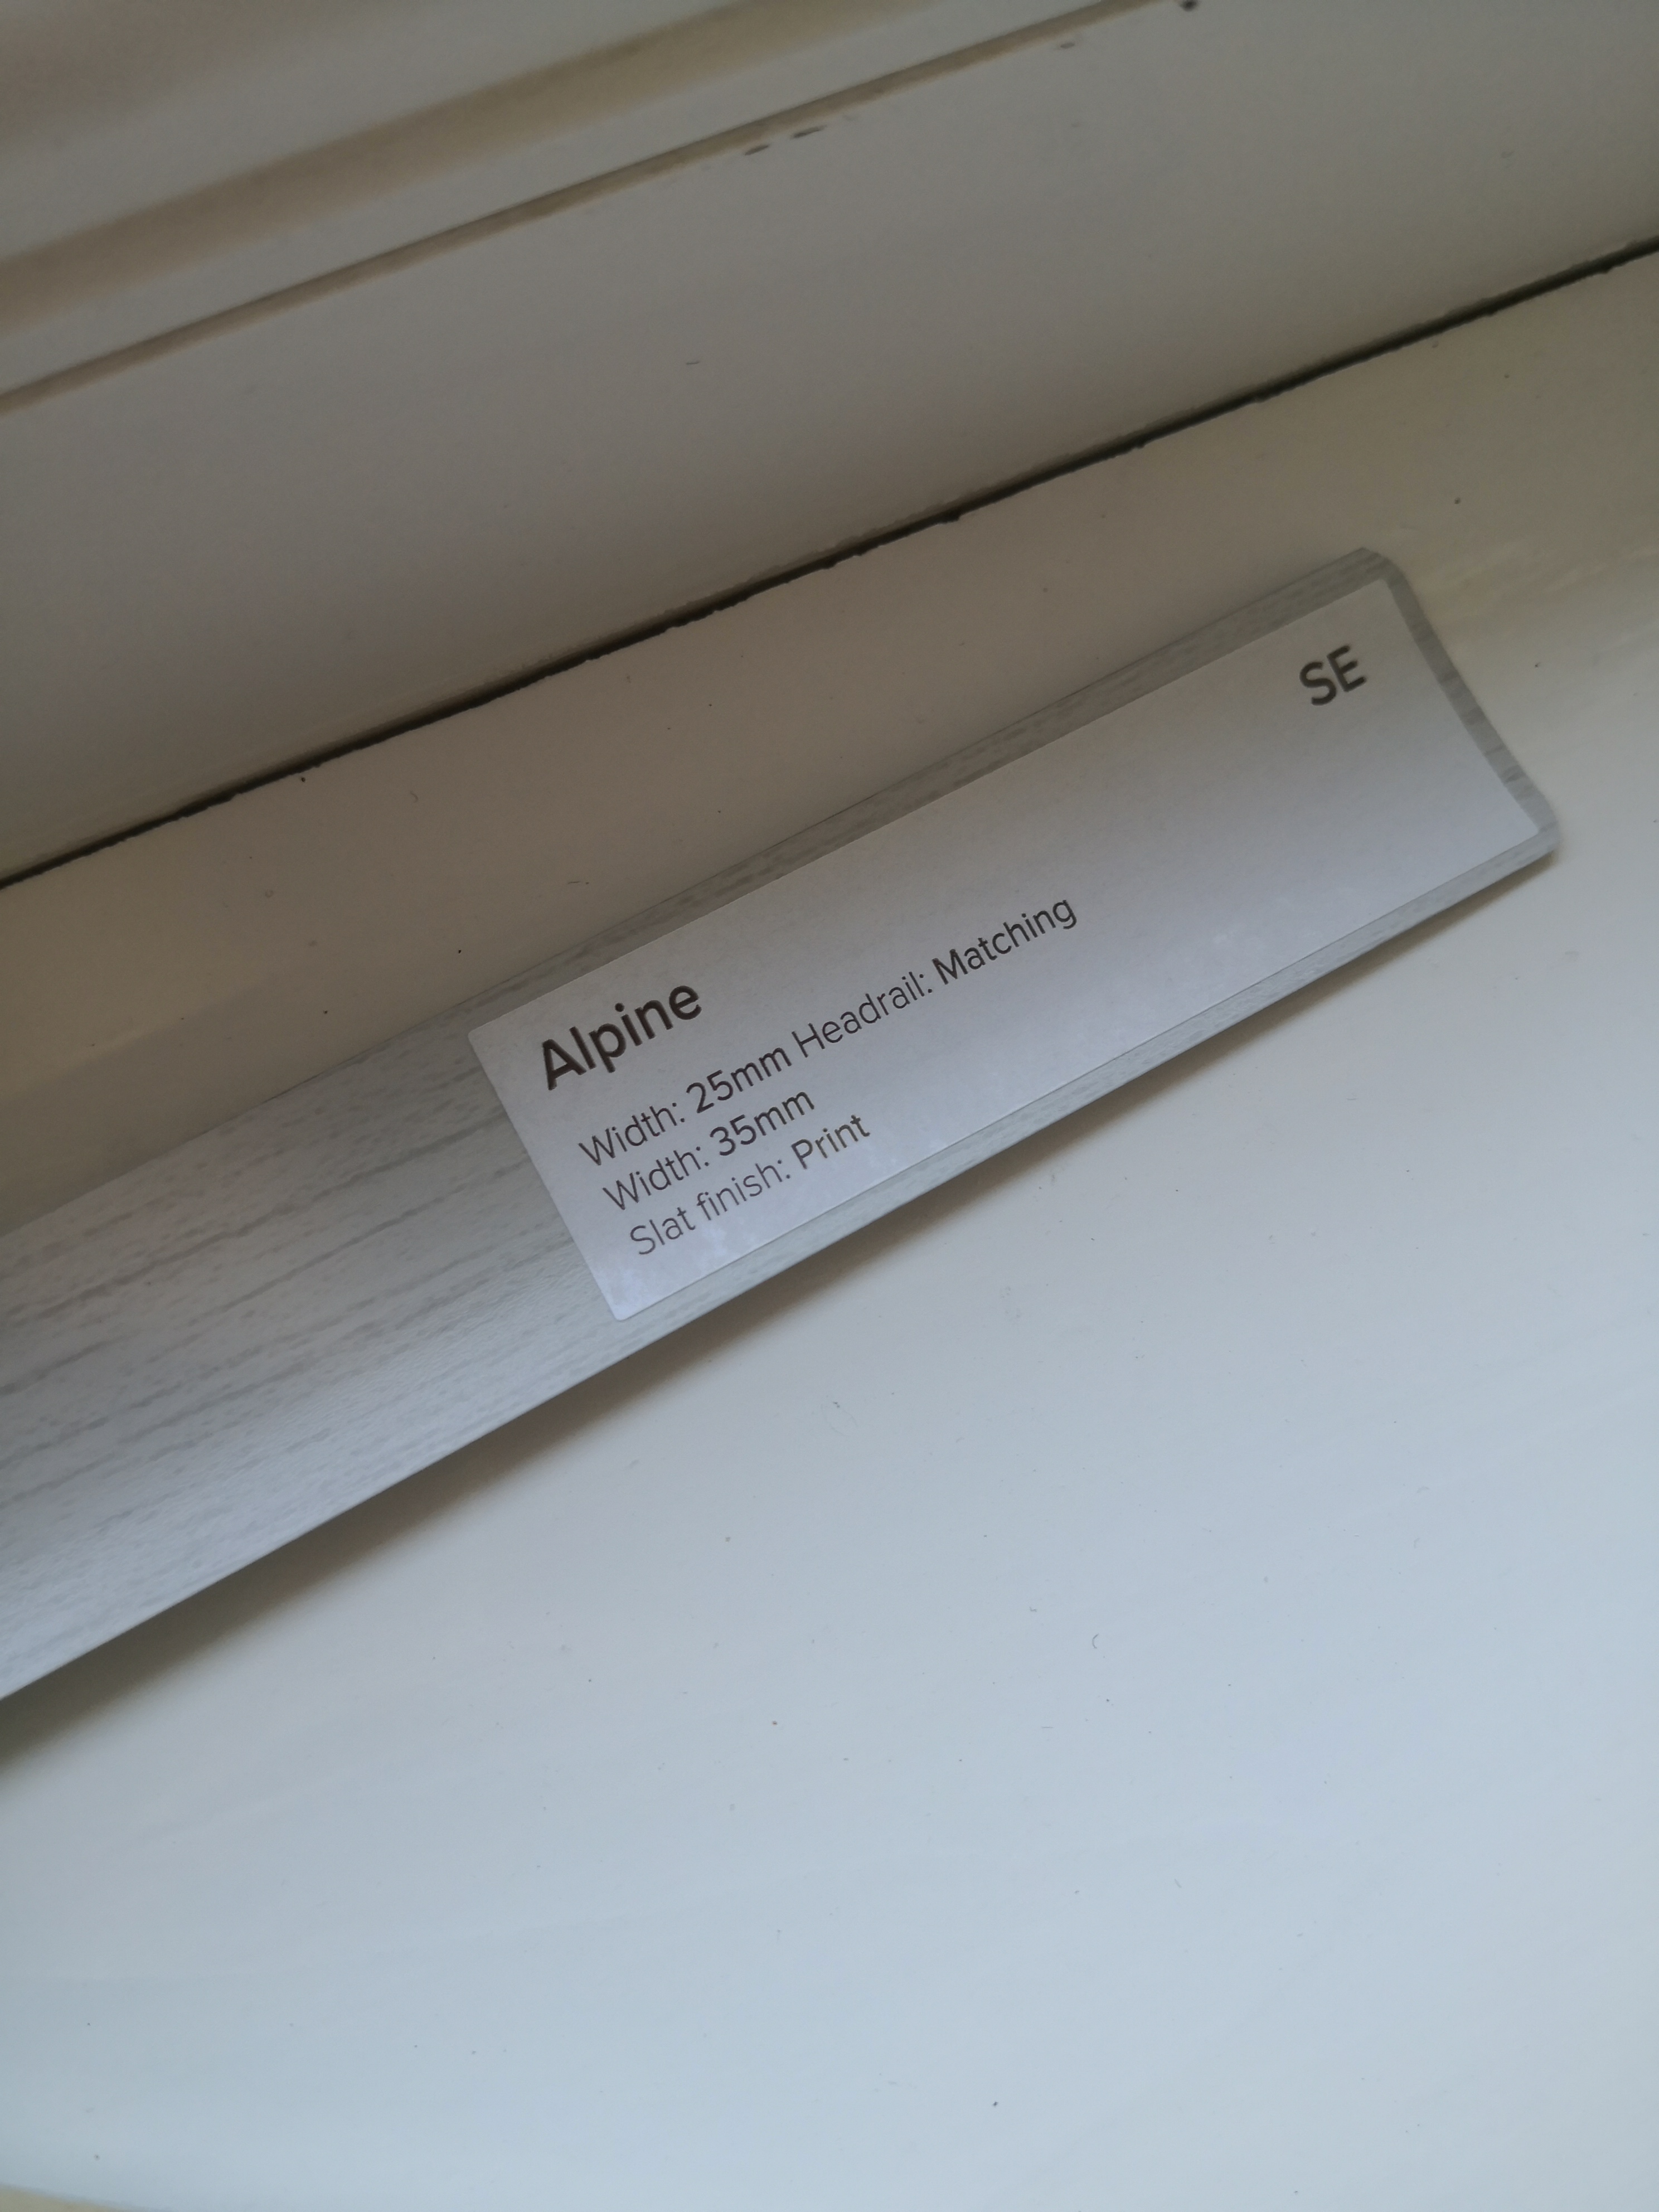 SE
Alpine
Width: 25mm Headrail: Matching
Width: 35mm
Slat finish: Print